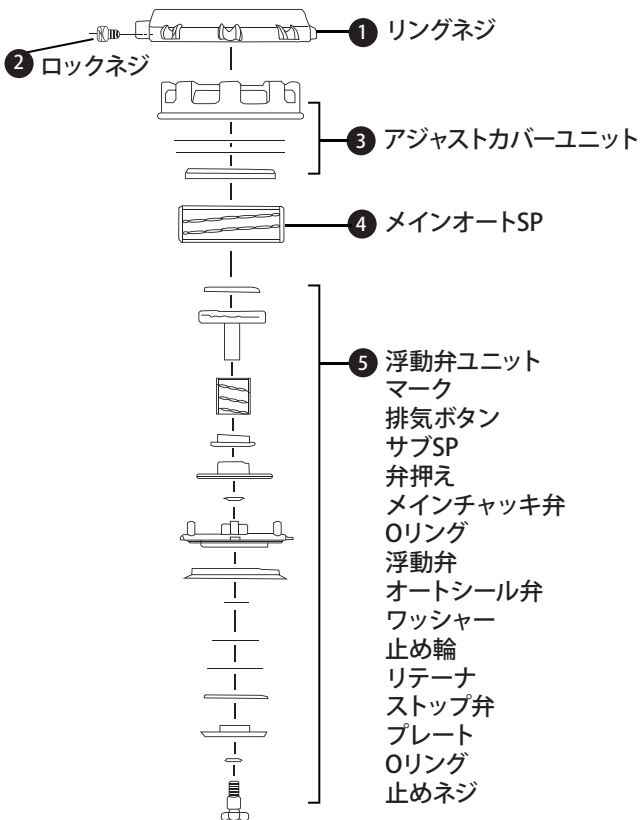 1 リングネジ
2 ロックネジ
3 アジャストカバーユニット
4 メインオートSP
5 浮動弁ユニット
マーク
排気ボタン
サブSP
弁押え
メインチャッキ弁
Oリング
浮動弁
オートシール弁
ワッシャー
止め輪
リテーナ
ストップ弁
プレート
Oリング
止めネジ